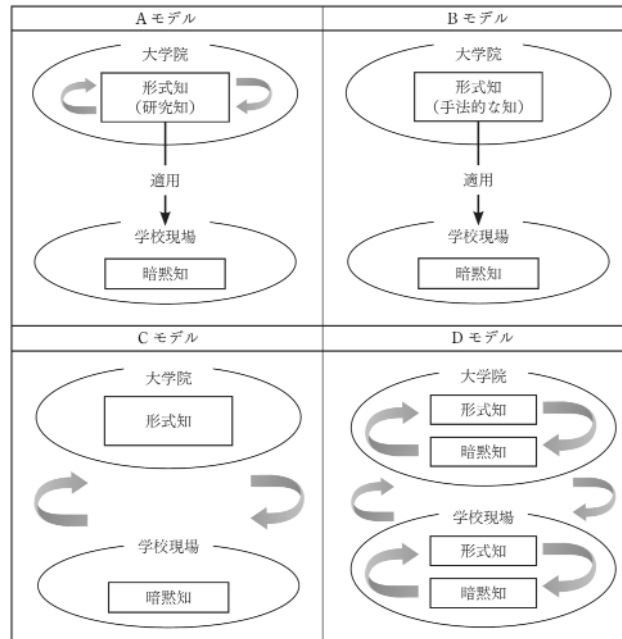 Aモデル
大学院
形式知
（研究知）
適用
学校現場
暗黙知
Bモデル
大学院
形式知
（手法的な知）
適用
学校現場
暗黙知
Cモデル
大学院
形式知
学校現場
暗黙知
Dモデル
大学院
形式知
暗黙知
学校現場
形式知
暗黙知